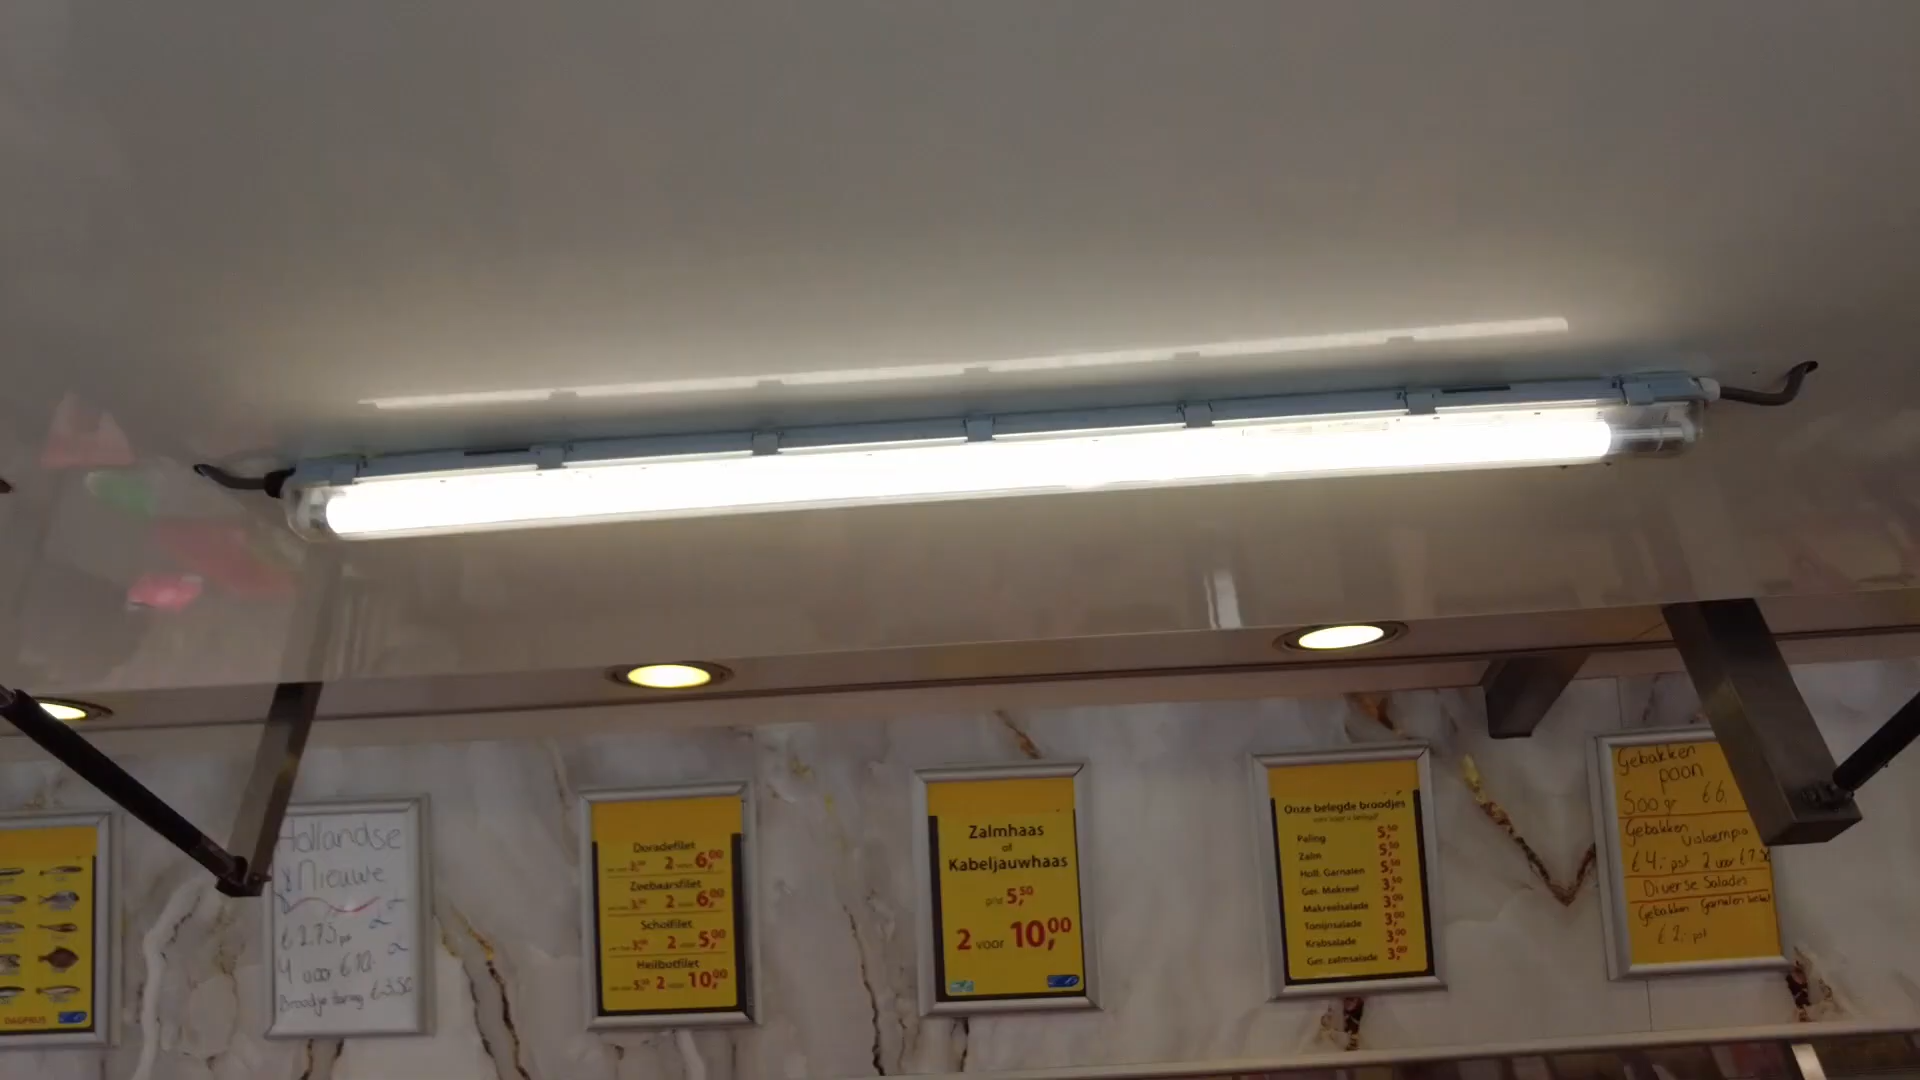 DAGPRIJS
Hollandse
Nieuwe
€ 2.75 pst
4 voor €10,-
Broodje haring €3.50
Doradefilet
2 voor 6,00
Zeebaarsfilet
2 voor 6,00
Scholfilet
2 voor 5,00
Heilbotfilet
2 voor 10,00
Zalmhaas
of
Kabeljauwhaas
p/st 5,50
2 voor 10,00
Onze belegde broodjes
Paling 5,50
Zalm 5,50
Holl. Garnalen 5,50
Ger. Makreel 3,50
Makreelsalade 3,00
Tonijnsalade 3,00
Krabsalade 3,00
Ger. zalmsalade 3,00
Gebakken
poon
500 gr €6,
Gebakken
€4,- pst 2 voor €7.50
Diverse Salades
Gebakken Garnalen
€2,- pst